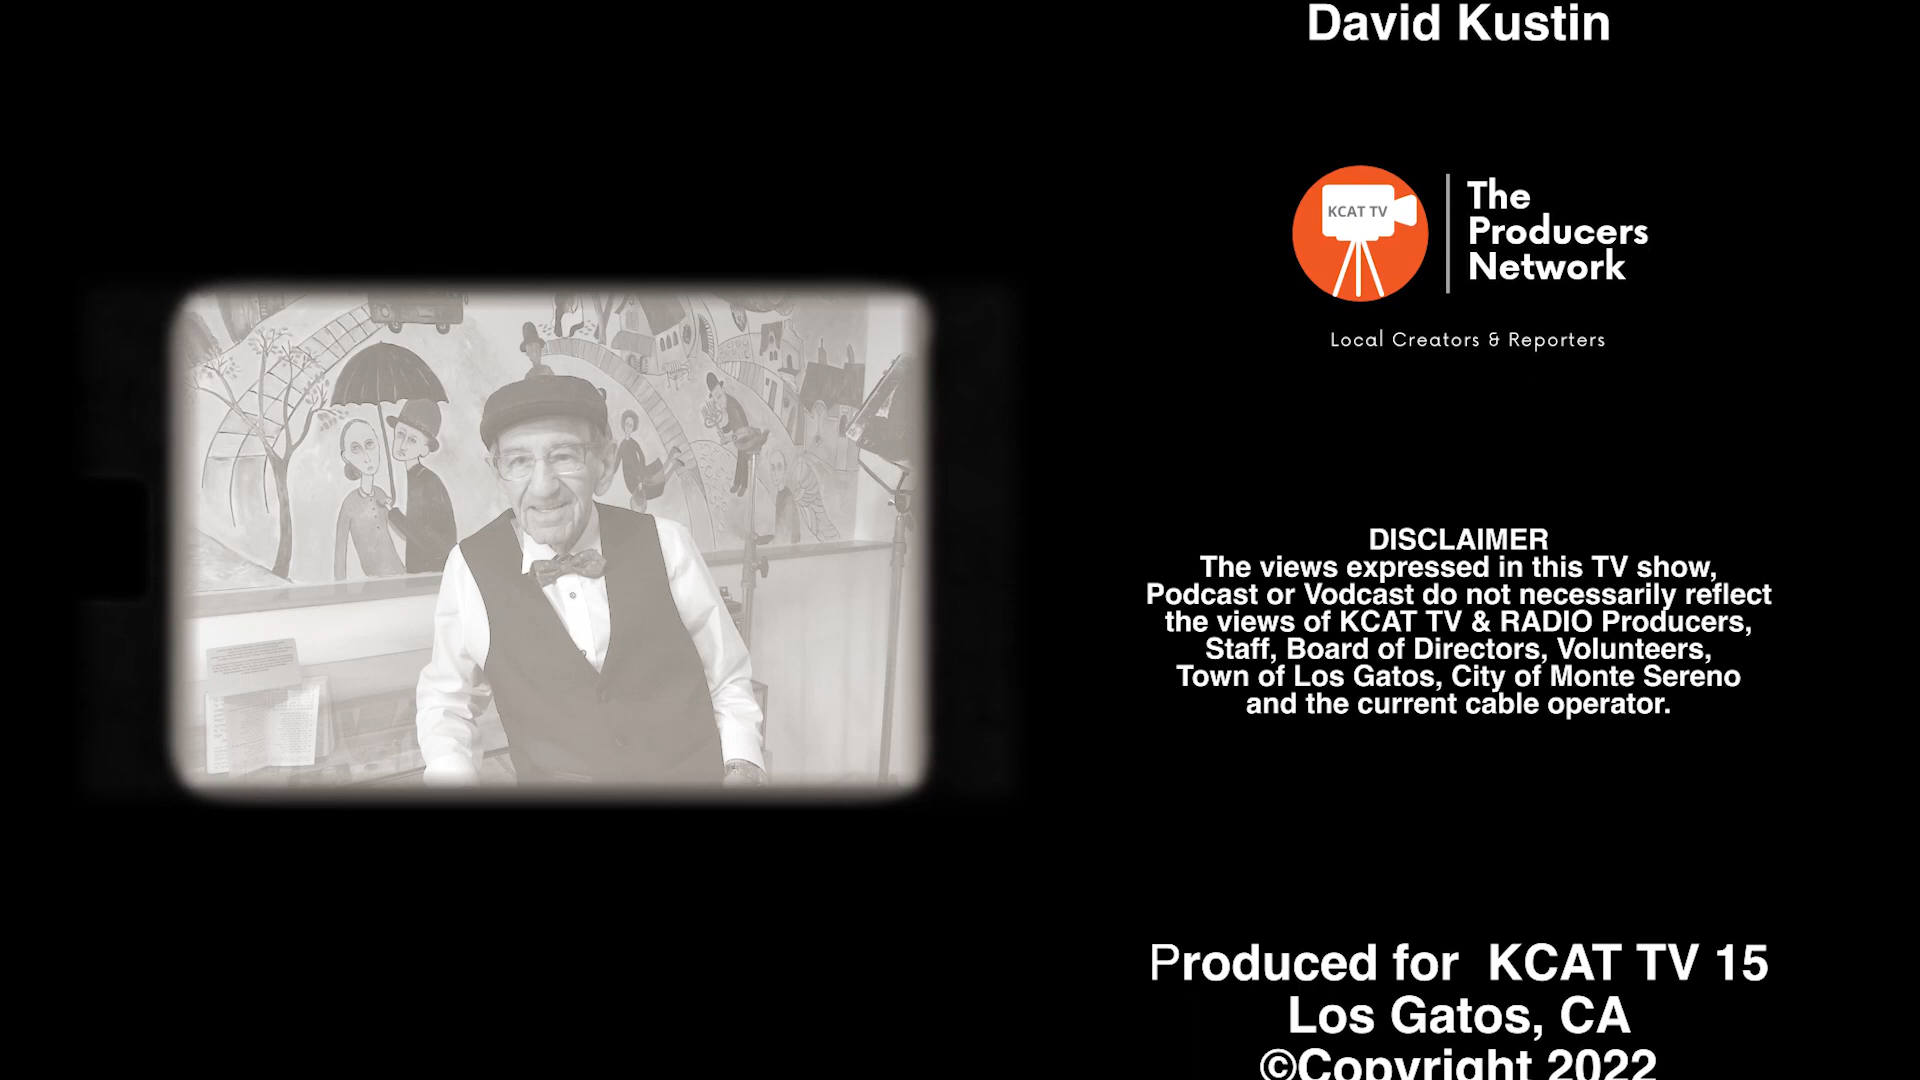 David Kustin
KCAT TV
The
Producers
Network
Local Creators & Reporters
DISCLAIMER
The views expressed in this TV show,
Podcast or Vodcast do not necessarily reflect
the views of KCAT TV & RADIO Producers,
Staff, Board of Directors, Volunteers,
Town of Los Gatos, City of Monte Sereno
and the current cable operator.
Produced for KCAT TV 15
Los Gatos, CA
©Copyright 2022